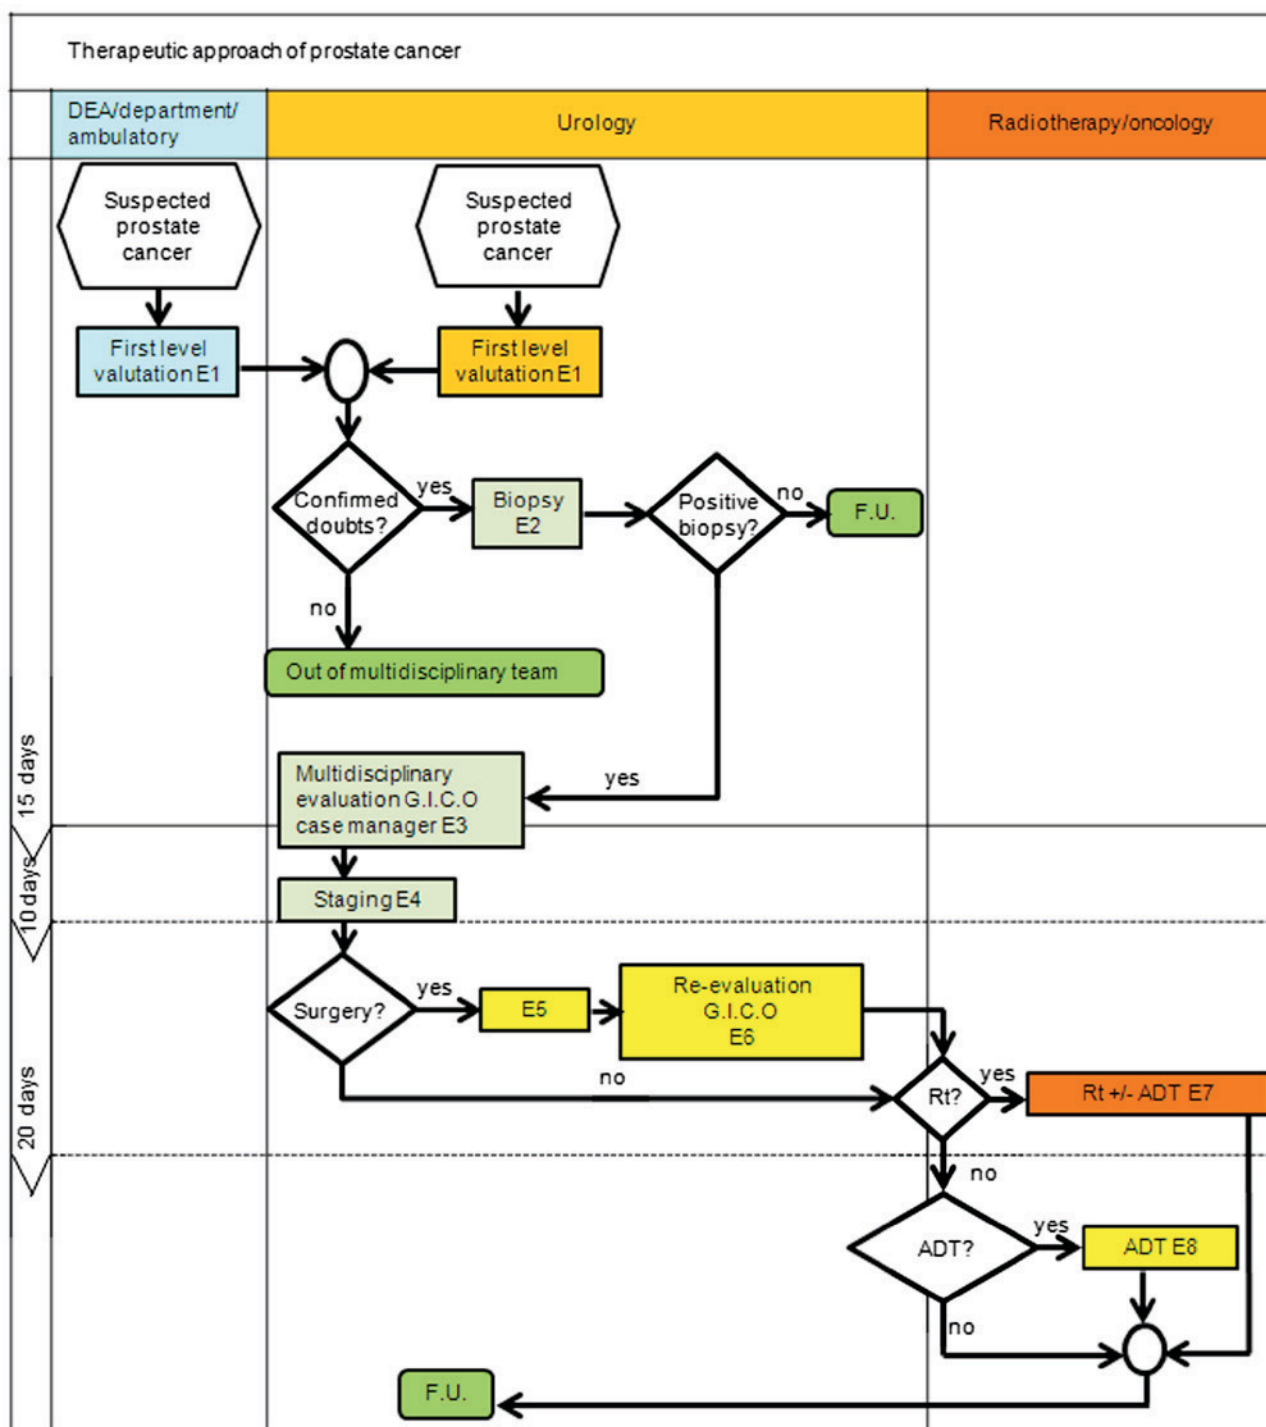 Therapeutic approach of prostate cancer
DEA/department/
ambulatory
Urology
Radiotherapy/oncology
Suspected
prostate
cancer
Suspected
prostate
cancer
First level
valutation E1
First level
valutation E1
Confirmed
doubts?
yes
Biopsy
E2
Positive
biopsy?
no
F.U.
no
Out of multidisciplinary team
15 days
Multidisciplinary
evaluation G.I.C.O
case manager E3
yes
10 days
Staging E4
Surgery?
yes
E5
Re-evaluation
G.I.C.O
E6
no
20 days
Rt?
yes
Rt +/- ADT E7
no
ADT?
yes
ADT E8
no
F.U.